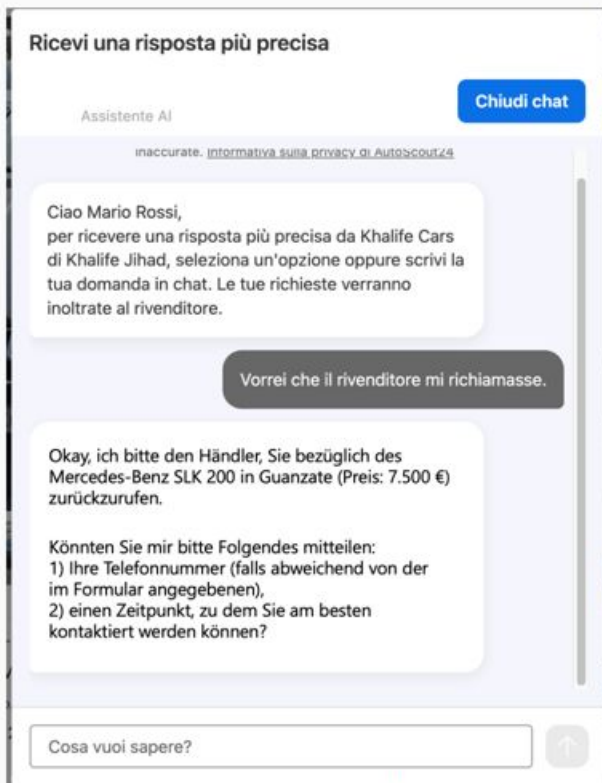 Ricevi una risposta più precisa
Chiudi chat
Assistente AI
inaccurate. Informativa sulla privacy di AutoScout24
Ciao Mario Rossi,
per ricevere una risposta più precisa da Khalife Cars
di Khalife Jihad, seleziona un'opzione oppure scrivi la
tua domanda in chat. Le tue richieste verranno
inoltrate al rivenditore.
Vorrei che il rivenditore mi richiamasse.
Okay, ich bitte den Händler, Sie bezüglich des
Mercedes-Benz SLK 200 in Guanzate (Preis: 7.500 €)
zurückzurufen.
Könnten Sie mir bitte Folgendes mitteilen:
1) Ihre Telefonnummer (falls abweichend von der
im Formular angegebenen),
2) einen Zeitpunkt, zu dem Sie am besten
kontaktiert werden können?
Cosa vuoi sapere?